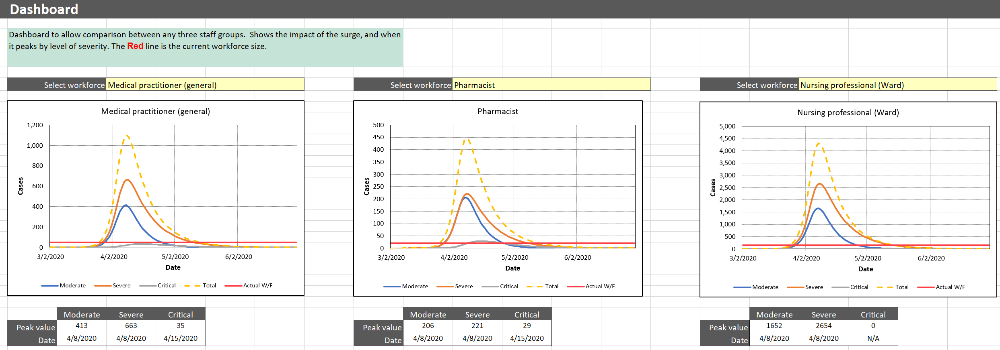 Dashboard
Dashboard to allow comparison between any three staff groups.  Shows the impact of the surge, and when
it peaks by level of severity. The Red line is the current workforce size.
Select workforce Medical practitioner (general)
Select workforce Pharmacist
Select workforce Nursing professional (Ward)
Medical practitioner (general)
1,200
1,000
800
600
400
200
0
Cases
3/2/2020 4/2/2020 5/2/2020 6/2/2020
Date
Moderate Severe Critical Total Actual W/F
Pharmacist
500
450
400
350
300
250
200
150
100
50
0
Cases
3/2/2020 4/2/2020 5/2/2020 6/2/2020
Date
Moderate Severe Critical Total Actual W/F
Nursing professional (Ward)
5,000
4,500
4,000
3,500
3,000
2,500
2,000
1,500
1,000
500
0
Cases
3/2/2020 4/2/2020 5/2/2020 6/2/2020
Date
Moderate Severe Critical Total Actual W/F
Moderate Severe Critical
Peak value 413 663 35
Date 4/8/2020 4/8/2020 4/15/2020
Moderate Severe Critical
Peak value 206 221 29
Date 4/8/2020 4/8/2020 4/15/2020
Moderate Severe Critical
Peak value 1652 2654 0
Date 4/8/2020 4/8/2020 N/A